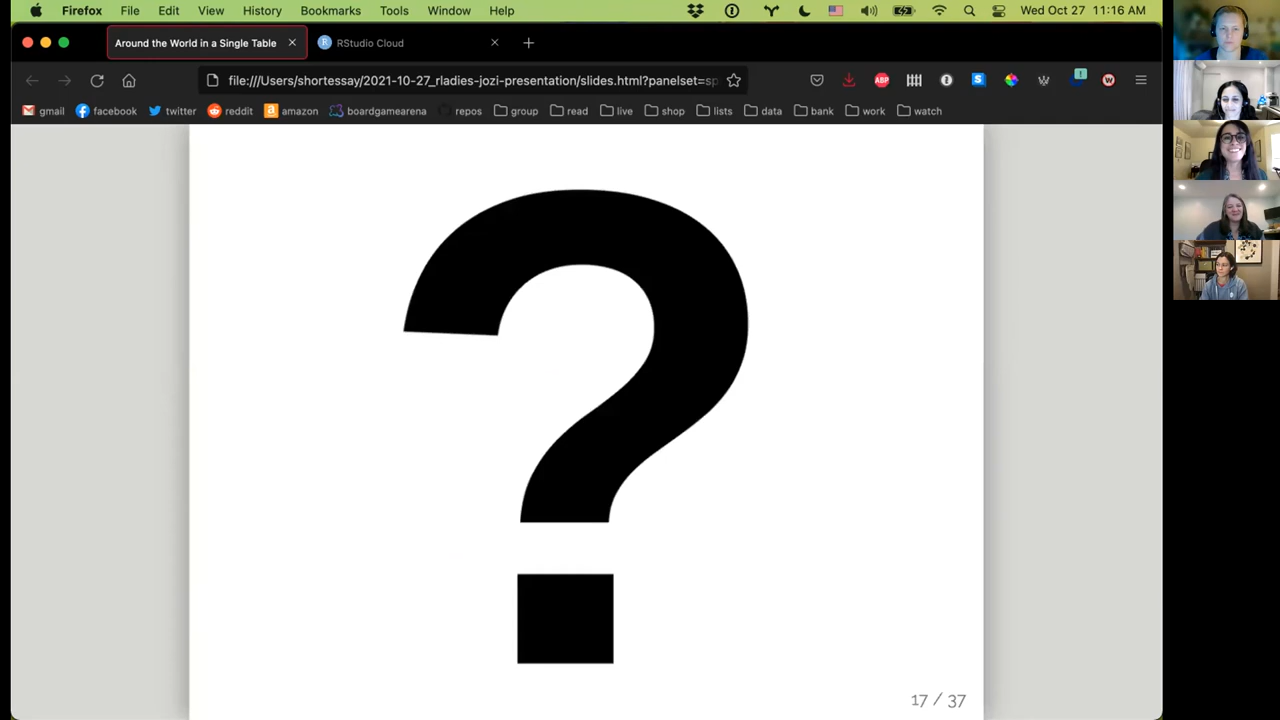 Firefox File Edit View History Bookmarks Tools Window Help Wed Oct 27 11:16 AM
Around the World in a Single Table RStudio Cloud
file:///Users/shortessay/2021-10-27_rladies-jozi-presentation/slides.html?panelset=sp
gmail facebook twitter reddit amazon boardgamearena repos group read live shop lists data bank work watch
?
17 / 37